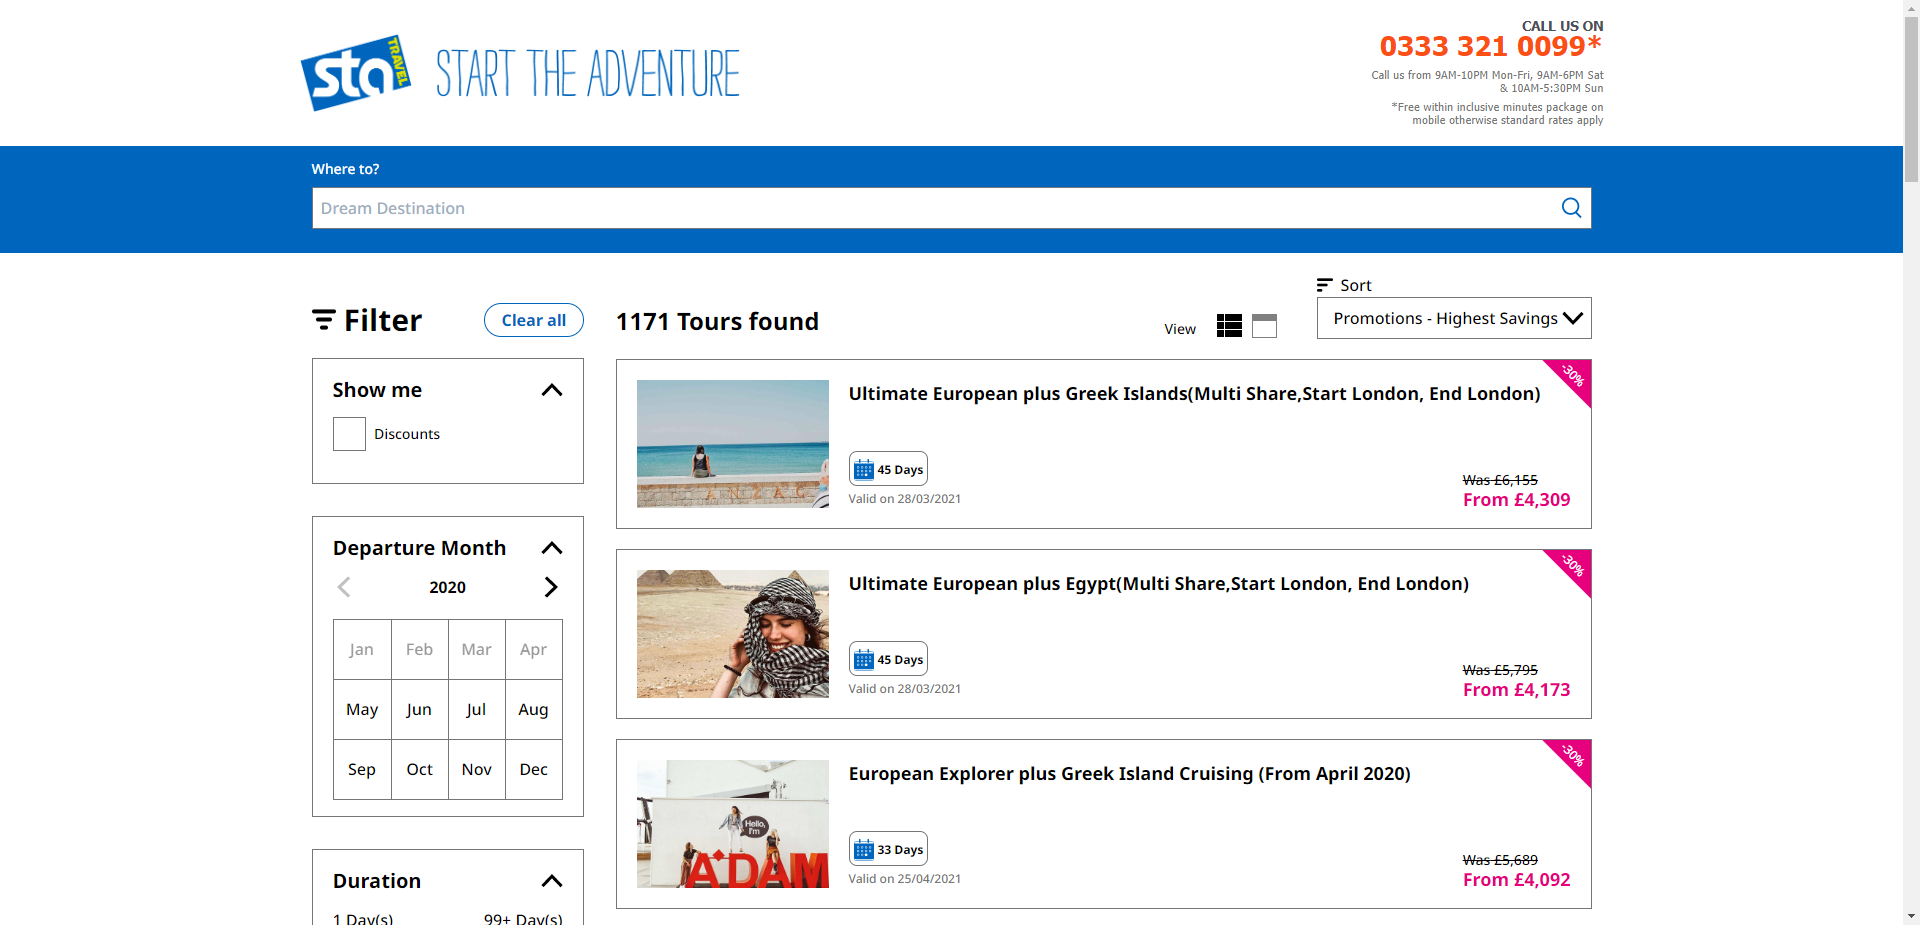 sta TRAVEL
START THE ADVENTURE
CALL US ON
0333 321 0099*
Call us from 9AM-10PM Mon-Fri, 9AM-6PM Sat
& 10AM-5:30PM Sun
*Free within inclusive minutes package on
mobile otherwise standard rates apply
Where to?
Dream Destination
Filter
Clear all
Show me
Discounts
Departure Month
2020
Jan Feb Mar Apr
May Jun Jul Aug
Sep Oct Nov Dec
Duration
1 Day(s) 99+ Day(s)
1171 Tours found
View
Sort
Promotions - Highest Savings
-30%
Ultimate European plus Greek Islands(Multi Share,Start London, End London)
ANZAC
45 Days
Valid on 28/03/2021
Was £6,155
From £4,309
-30%
Ultimate European plus Egypt(Multi Share,Start London, End London)
45 Days
Valid on 28/03/2021
Was £5,795
From £4,173
-30%
European Explorer plus Greek Island Cruising (From April 2020)
Hello,
I'm
A*DAM
33 Days
Valid on 25/04/2021
Was £5,689
From £4,092